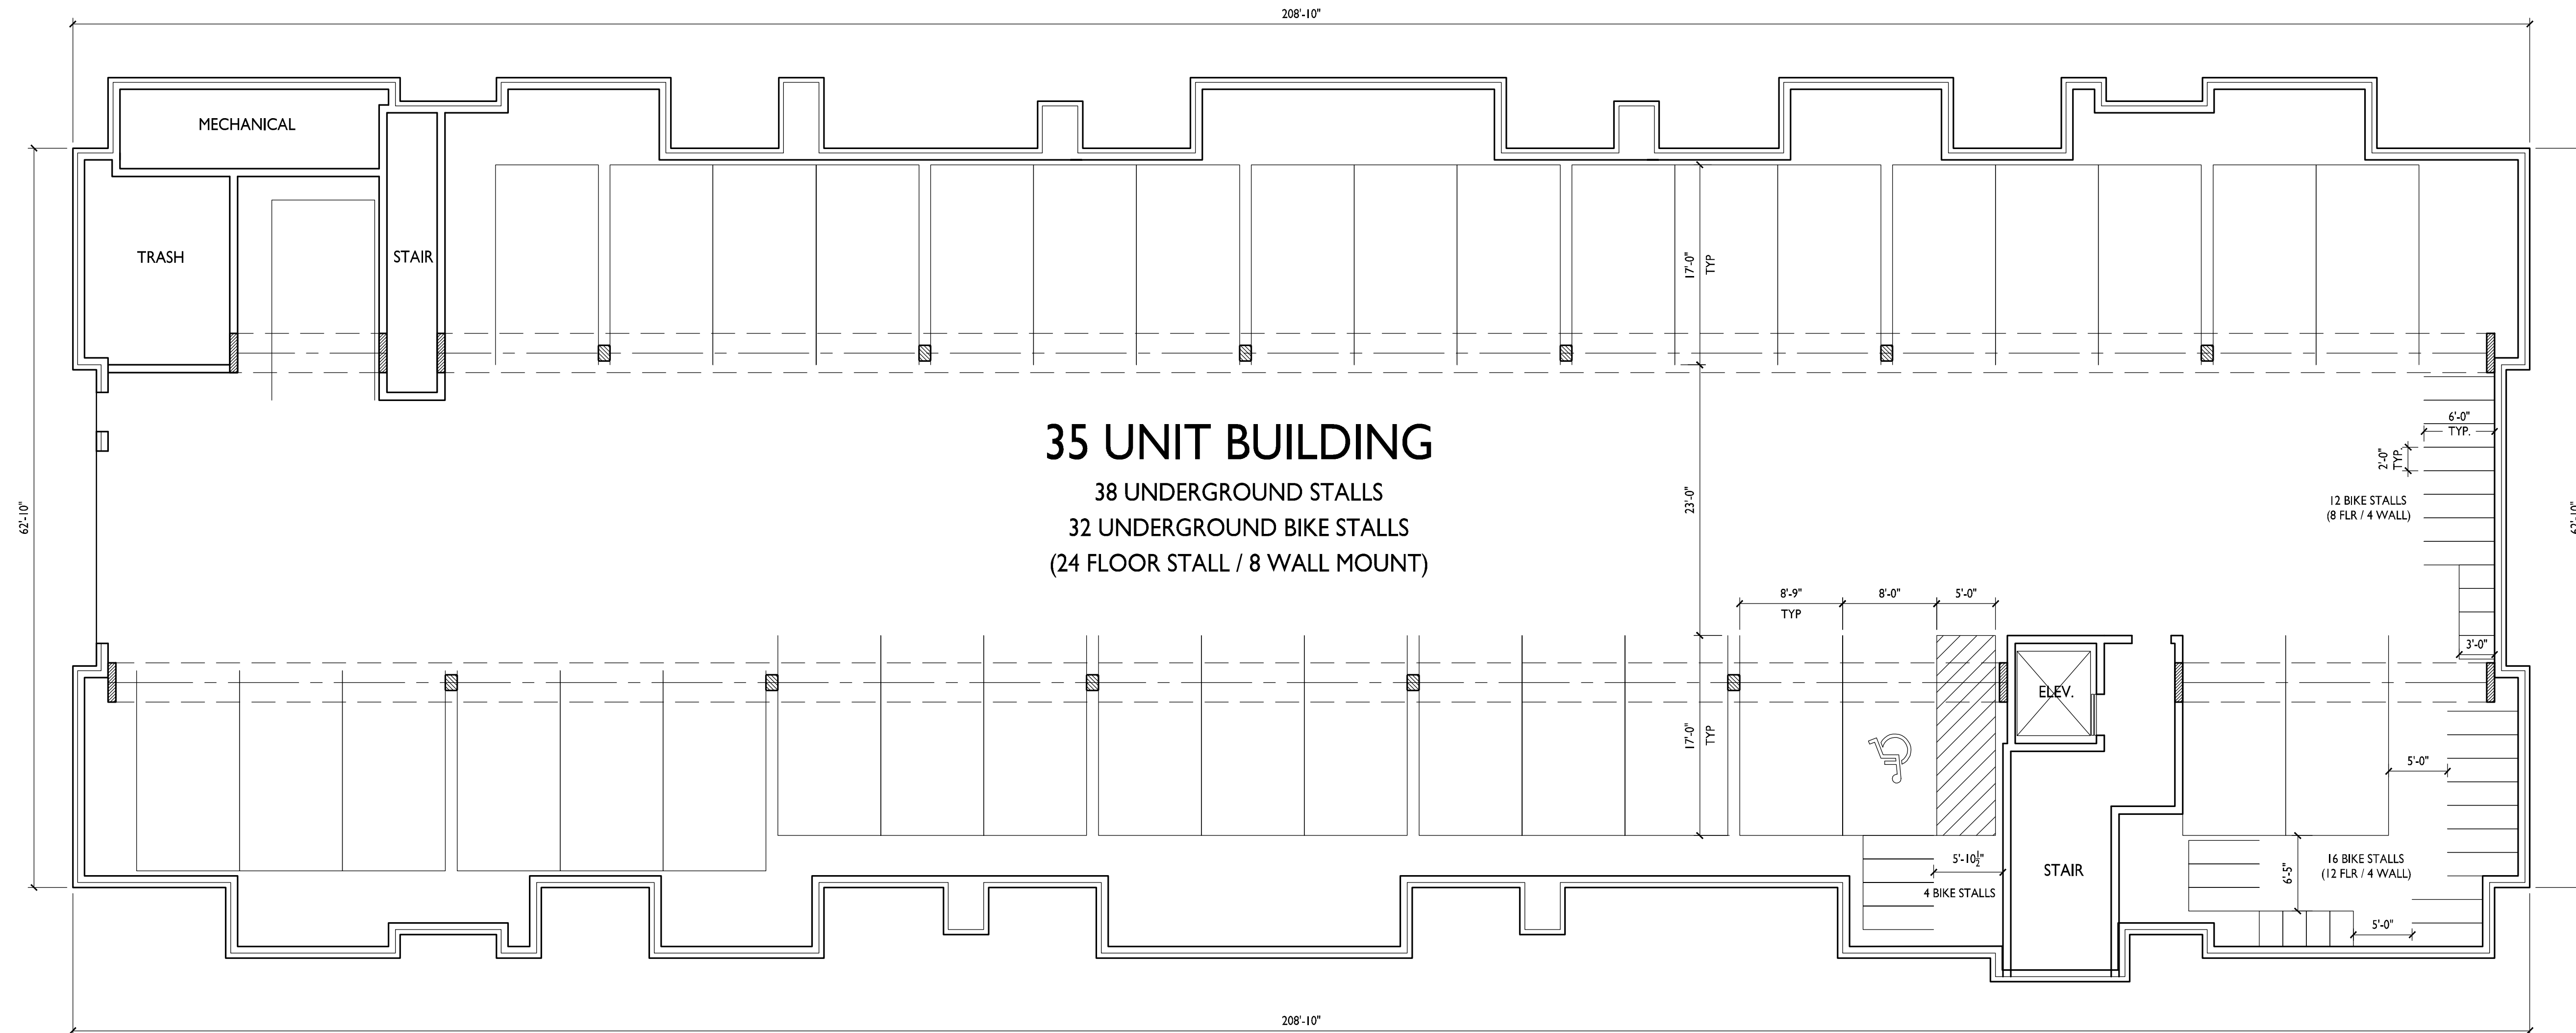 208'-10"
MECHANICAL
TRASH
STAIR
17'-0"
TYP
35 UNIT BUILDING
38 UNDERGROUND STALLS
32 UNDERGROUND BIKE STALLS
(24 FLOOR STALL / 8 WALL MOUNT)
62'-10"
23'-0"
6'-0"
TYP.
2'-0"
TYP.
12 BIKE STALLS
(8 FLR / 4 WALL)
62'-10"
8'-9"
TYP
8'-0"
5'-0"
3'-0"
ELEV.
17'-0"
TYP
5'-0"
5'-10½"
4 BIKE STALLS
STAIR
6'-5"
16 BIKE STALLS
(12 FLR / 4 WALL)
5'-0"
208'-10"